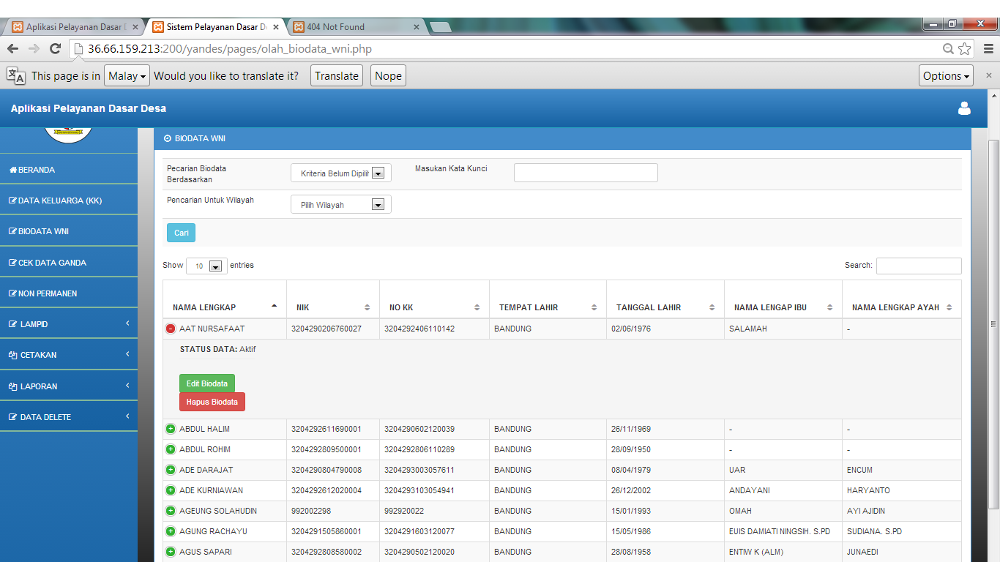 Aplikasi Pelayanan Dasar D
Sistem Pelayanan Dasar D
404 Not Found
36.66.159.213:200/yandes/pages/olah_biodata_wni.php
This page is in Malay Would you like to translate it? Translate Nope Options
Aplikasi Pelayanan Dasar Desa
BERANDA
DATA KELUARGA (KK)
BIODATA WNI
CEK DATA GANDA
NON PERMANEN
LAMPID
CETAKAN
LAPORAN
DATA DELETE
BIODATA WNI
Pecarian Biodata Kriteria Belum Dipilih Masukan Kata Kunci
Berdasarkan
Pencarian Untuk Wilayah Pilih Wilayah
Cari
Show 10 entries Search:
NAMA LENGKAP NIK NO KK TEMPAT LAHIR TANGGAL LAHIR NAMA LENGAP IBU NAMA LENGKAP AYAH
AAT NURSAFAAT 3204290206760027 3204292406110142 BANDUNG 02/06/1976 SALAMAH -
STATUS DATA: Aktif
Edit Biodata
Hapus Biodata
ABDUL HALIM 3204292611690001 3204290602120039 BANDUNG 26/11/1969 - -
ABDUL ROHIM 3204292809500001 3204292806110289 BANDUNG 28/09/1950 - -
ADE DARAJAT 3204290804790008 3204293003057611 BANDUNG 08/04/1979 UAR ENCUM
ADE KURNIAWAN 3204292612020004 3204293103054941 BANDUNG 26/12/2002 ANDAYANI HARYANTO
AGEUNG SOLAHUDIN 992002298 992920022 BANDUNG 15/01/1993 OMAH AYI AJIDIN
AGUNG RACHAYU 3204291505860001 3204291603120077 BANDUNG 15/05/1986 EUIS DAMIATI NINGSIH. S.PD SUDIANA. S.PD
AGUS SAPARI 3204292808580002 3204290502120020 BANDUNG 28/08/1958 ENTIW K (ALM) JUNAEDI